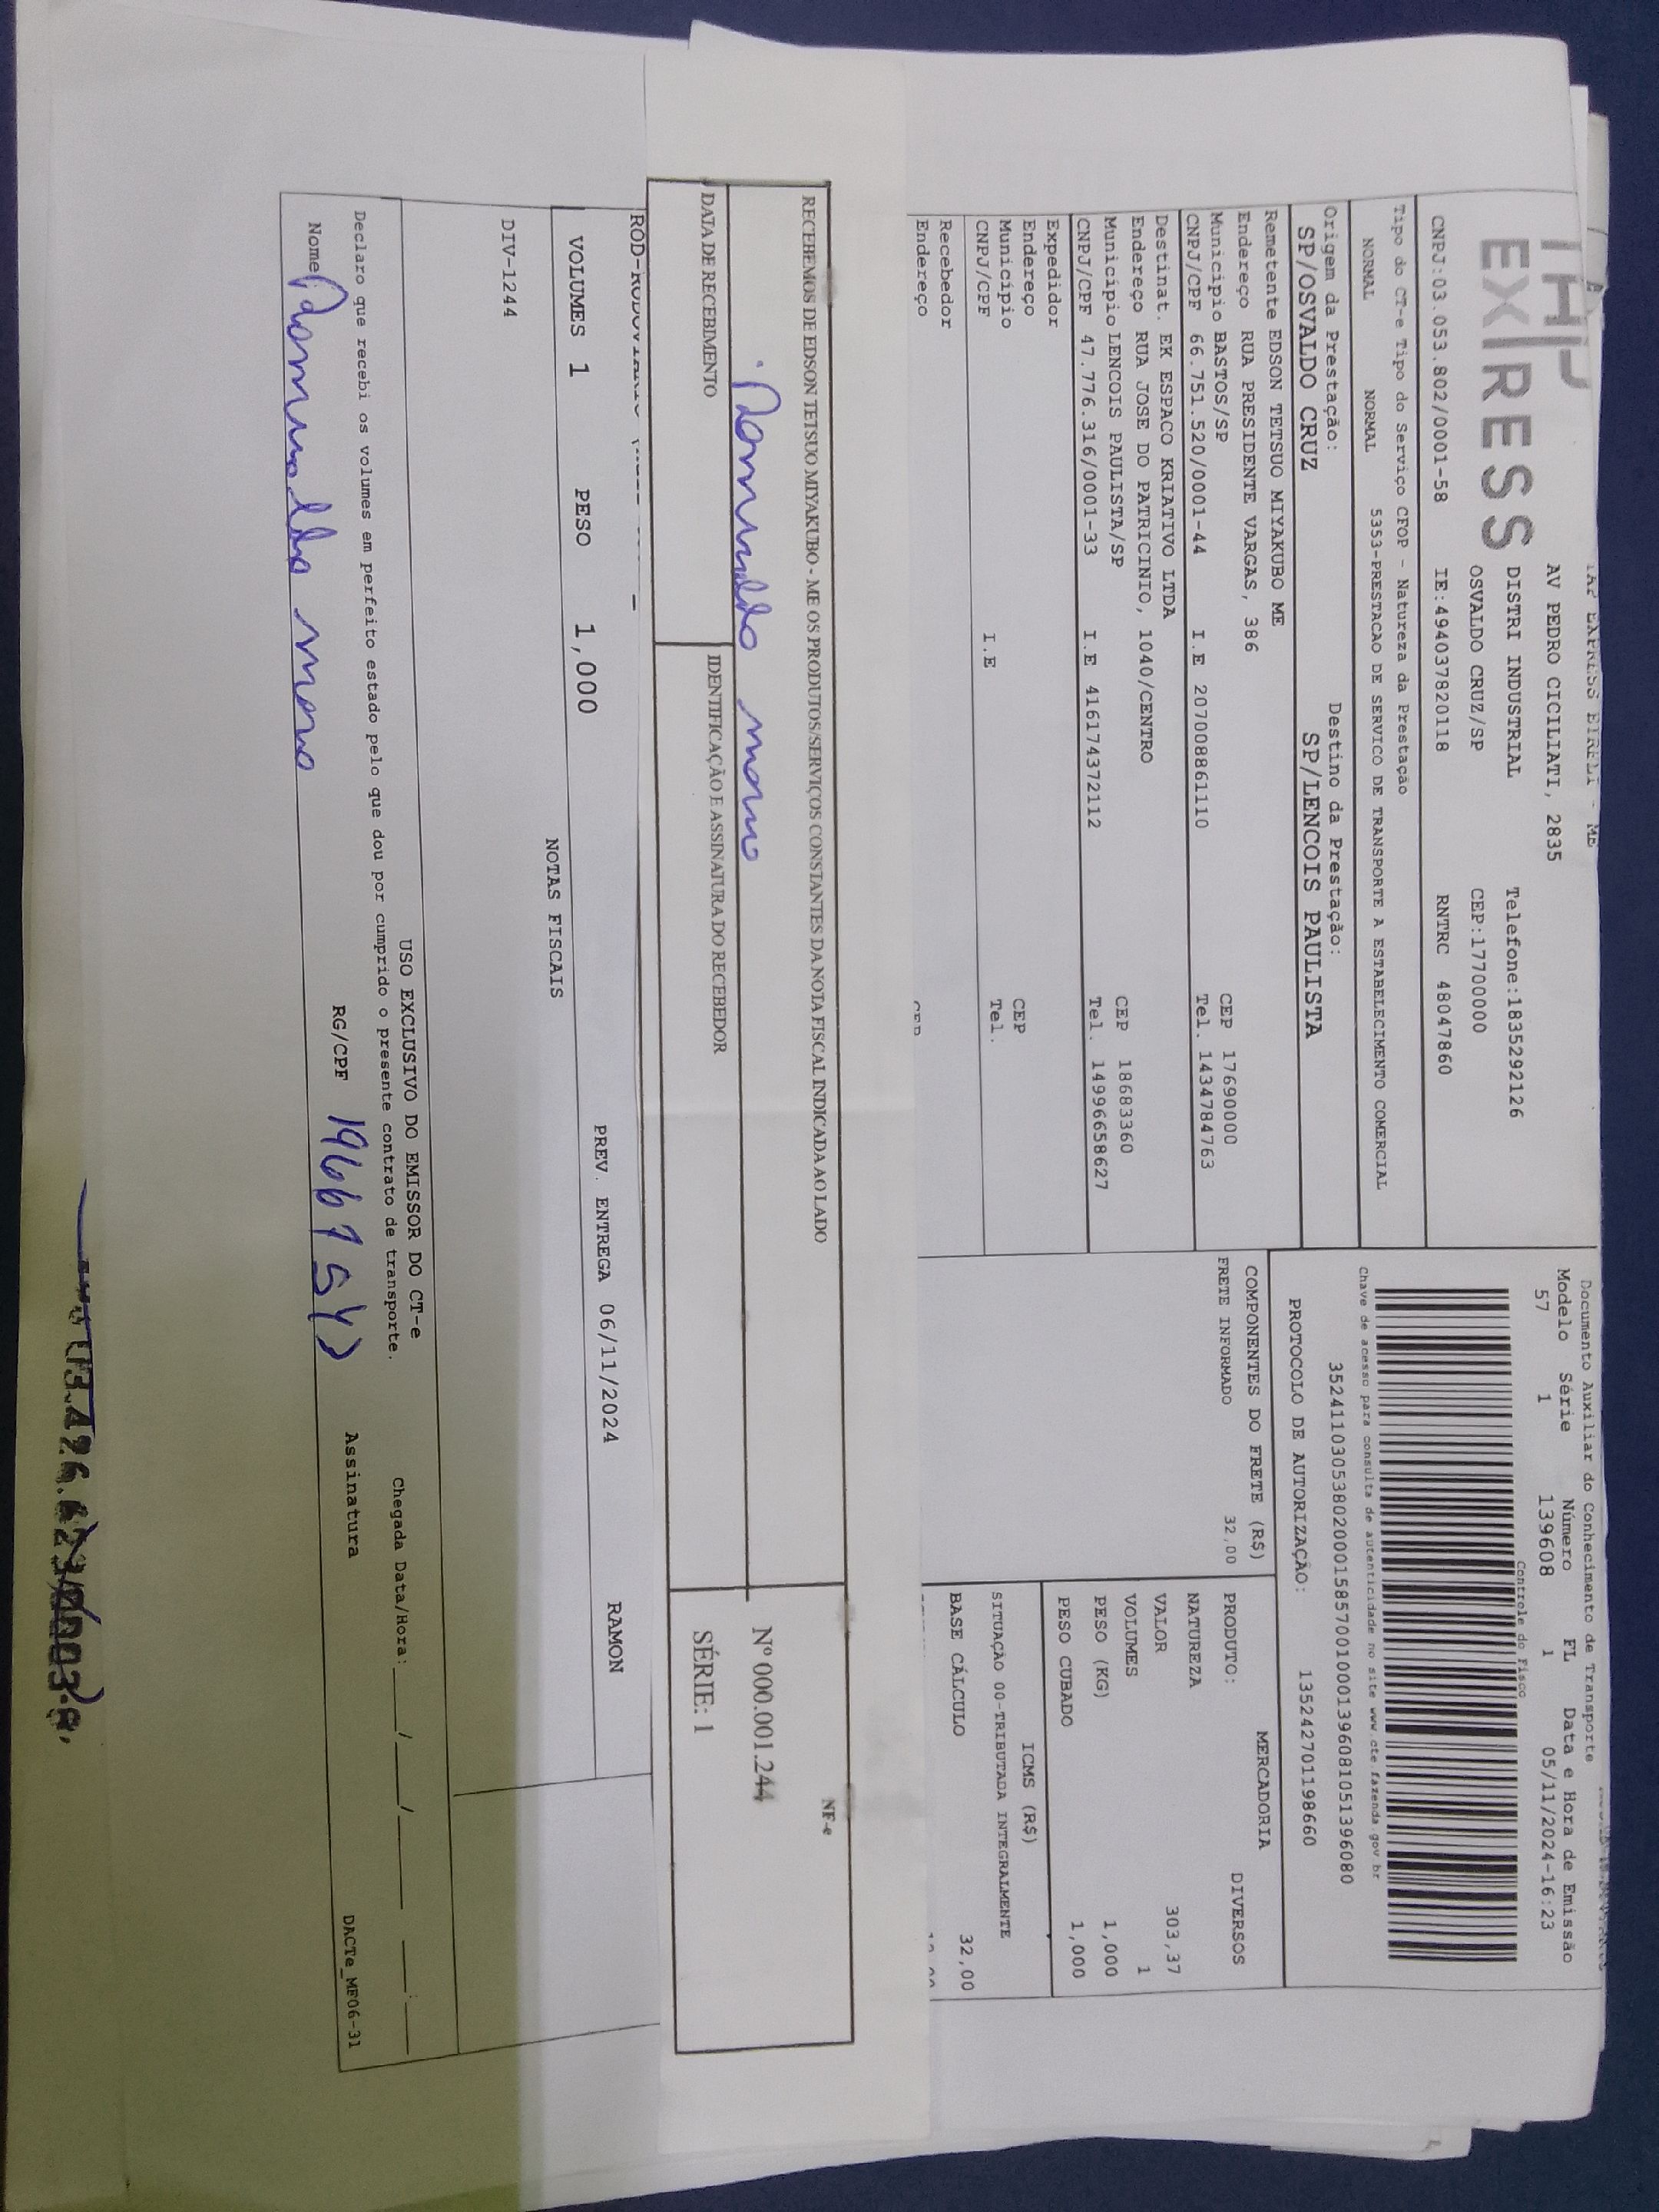 EXPRESS
TAP EXPRESS EIRELI - ME
AV PEDRO CICILIATI, 2835
DISTRI INDUSTRIAL Telefone:1835292126
OSVALDO CRUZ/SP CEP:17700000
CNPJ:03.053.802/0001-58 IE:494037820118 RNTRC 48047860
Tipo do CT-e Tipo do Serviço CFOP - Natureza da Prestação
NORMAL NORMAL 5353-PRESTACAO DE SERVICO DE TRANSPORTE A ESTABELECIMENTO COMERCIAL
Origem da Prestação: Destino da Prestação:
SP/OSVALDO CRUZ SP/LENCOIS PAULISTA
Remetente EDSON TETSUO MIYAKUBO ME
Endereço RUA PRESIDENTE VARGAS, 386
Município BASTOS/SP CEP 17690000
CNPJ/CPF 66.751.520/0001-44 I.E 207008861110 Tel. 1434784763
Destinat. EK ESPACO KRIATIVO LTDA
Endereço RUA JOSE DO PATRICINIO, 1040/CENTRO
Município LENCOIS PAULISTA/SP CEP 18683360
CNPJ/CPF 47.776.316/0001-33 I.E 416174372112 Tel. 14996658627
Expedidor
Endereço
Município CEP
CNPJ/CPF I.E Tel.
Recebedor
Endereço CEP
Documento Auxiliar do Conhecimento de Transporte
Modelo Série Número FL Data e Hora de Emissão
57 1 139608 1 05/11/2024-16:23
Controle do Fisco
Chave de acesso para consulta de autenticidade no site www.cte.fazenda.gov.br
35241103053802000158570010001396081051396080
PROTOCOLO DE AUTORIZAÇÃO: 135242701198660
COMPONENTES DO FRETE (R$)
FRETE INFORMADO 32,00
MERCADORIA
PRODUTO: DIVERSOS
NATUREZA
VALOR 303,37
VOLUMES 1
PESO (KG) 1,000
PESO CUBADO 1,000
ICMS (R$)
SITUAÇÃO 00-TRIBUTADA INTEGRALMENTE
BASE CÁLCULO 32,00
RECEBEMOS DE EDSON TETSUO MIYAKUBO - ME OS PRODUTOS/SERVIÇOS CONSTANTES DA NOTA FISCAL INDICADA AO LADO
DATA DE RECEBIMENTO
IDENTIFICAÇÃO E ASSINATURA DO RECEBEDOR
NF-e
Nº 000.001.244
SÉRIE: 1
VOLUMES 1 PESO 1,000 PREV. ENTREGA 06/11/2024 RAMON
NOTAS FISCAIS
DIV-1244
USO EXCLUSIVO DO EMISSOR DO CT-e
Declaro que recebi os volumes em perfeito estado pelo que dou por cumprido o presente contrato de transporte. Chegada Data/Hora:____/____/____ __:__
Nome RG/CPF Assinatura
DACTe_MF06-31